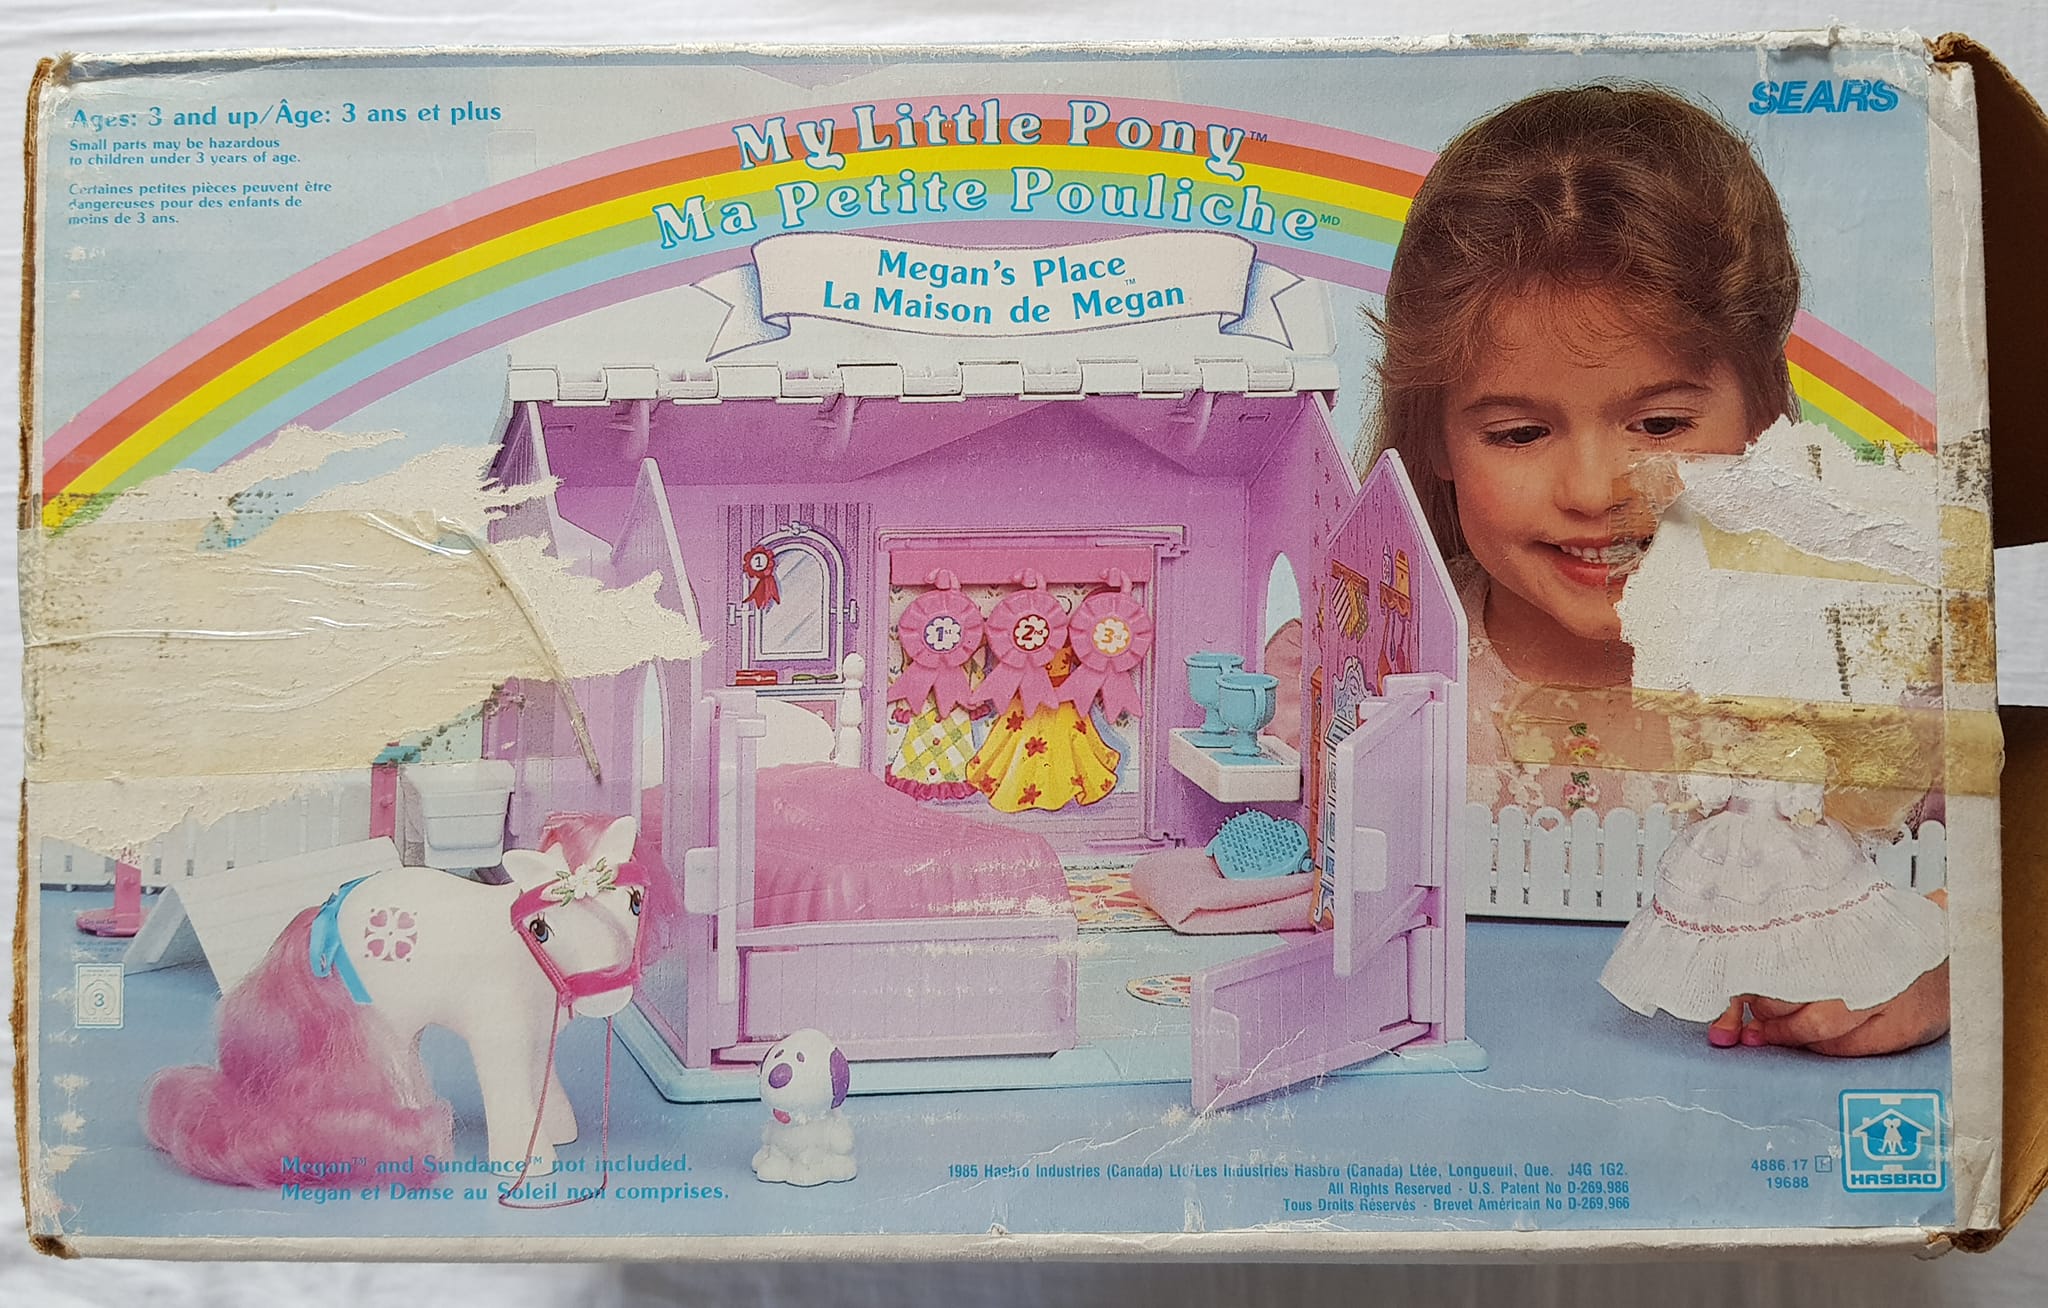 Ages: 3 and up/Âge: 3 ans et plus
Small parts may be hazardous
to children under 3 years of age.
Certaines petites pièces peuvent être
dangereuses pour des enfants de
moins de 3 ans.
SEARS
My Little Pony™
Ma Petite Pouliche MD
Megan's Place
La Maison de Megan™
1
1st
2nd
3rd
3
Megan™ and Sundance™ not included.
Megan et Danse au Soleil non comprises.
1985 Hasbro Industries (Canada) Ltd/Les Industries Hasbro (Canada) Ltée, Longueuil, Que. J4G 1G2.
All Rights Reserved - U.S. Patent No D-269,986
Tous Droits Réservés - Brevet Américain No D-269,966
4886.17
19688
HASBRO